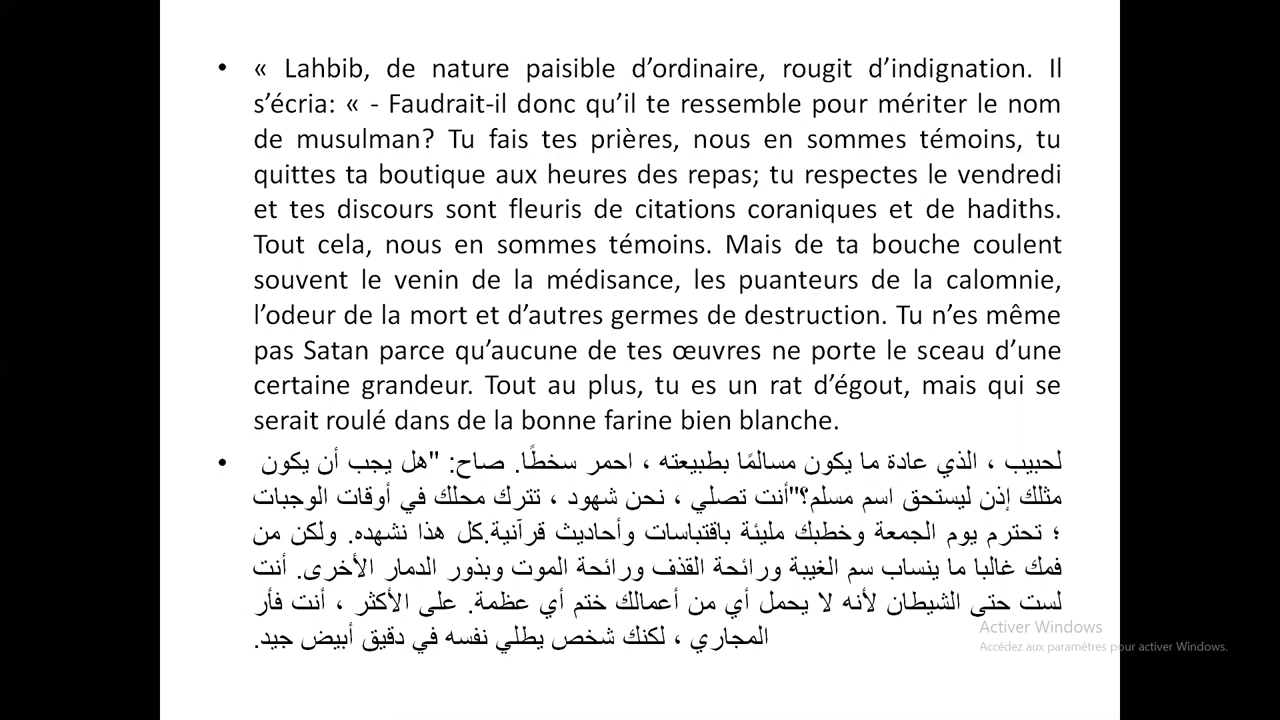 • « Lahbib, de nature paisible d’ordinaire, rougit d’indignation. Il
s’écria: « - Faudrait-il donc qu’il te ressemble pour mériter le nom
de musulman? Tu fais tes prières, nous en sommes témoins, tu
quittes ta boutique aux heures des repas; tu respectes le vendredi
et tes discours sont fleuris de citations coraniques et de hadiths.
Tout cela, nous en sommes témoins. Mais de ta bouche coulent
souvent le venin de la médisance, les puanteurs de la calomnie,
l’odeur de la mort et d’autres germes de destruction. Tu n’es même
pas Satan parce qu’aucune de tes œuvres ne porte le sceau d’une
certaine grandeur. Tout au plus, tu es un rat d’égout, mais qui se
serait roulé dans de la bonne farine bien blanche.
• لحبيب ، الذي عادة ما يكون مسالمًا بطبيعته ، احمر سخطًا. صاح: "هل يجب أن يكون
مثلك إذن ليستحق اسم مسلم؟"أنت تصلي ، نحن شهود ، تترك محلك في أوقات الوجبات
؛ تحترم يوم الجمعة وخطبك مليئة باقتباسات وأحاديث قرآنية.كل هذا نشهده. ولكن من
فمك غالبا ما ينساب سم الغيبة ورائحة القذف ورائحة الموت وبذور الدمار الأخرى. أنت
لست حتى الشيطان لأنه لا يحمل أي من أعمالك ختم أي عظمة. على الأكثر ، أنت فأر
المجاري ، لكنك شخص يطلي نفسه في دقيق أبيض جيد.
Activer Windows
Accédez aux paramètres pour activer Windows.